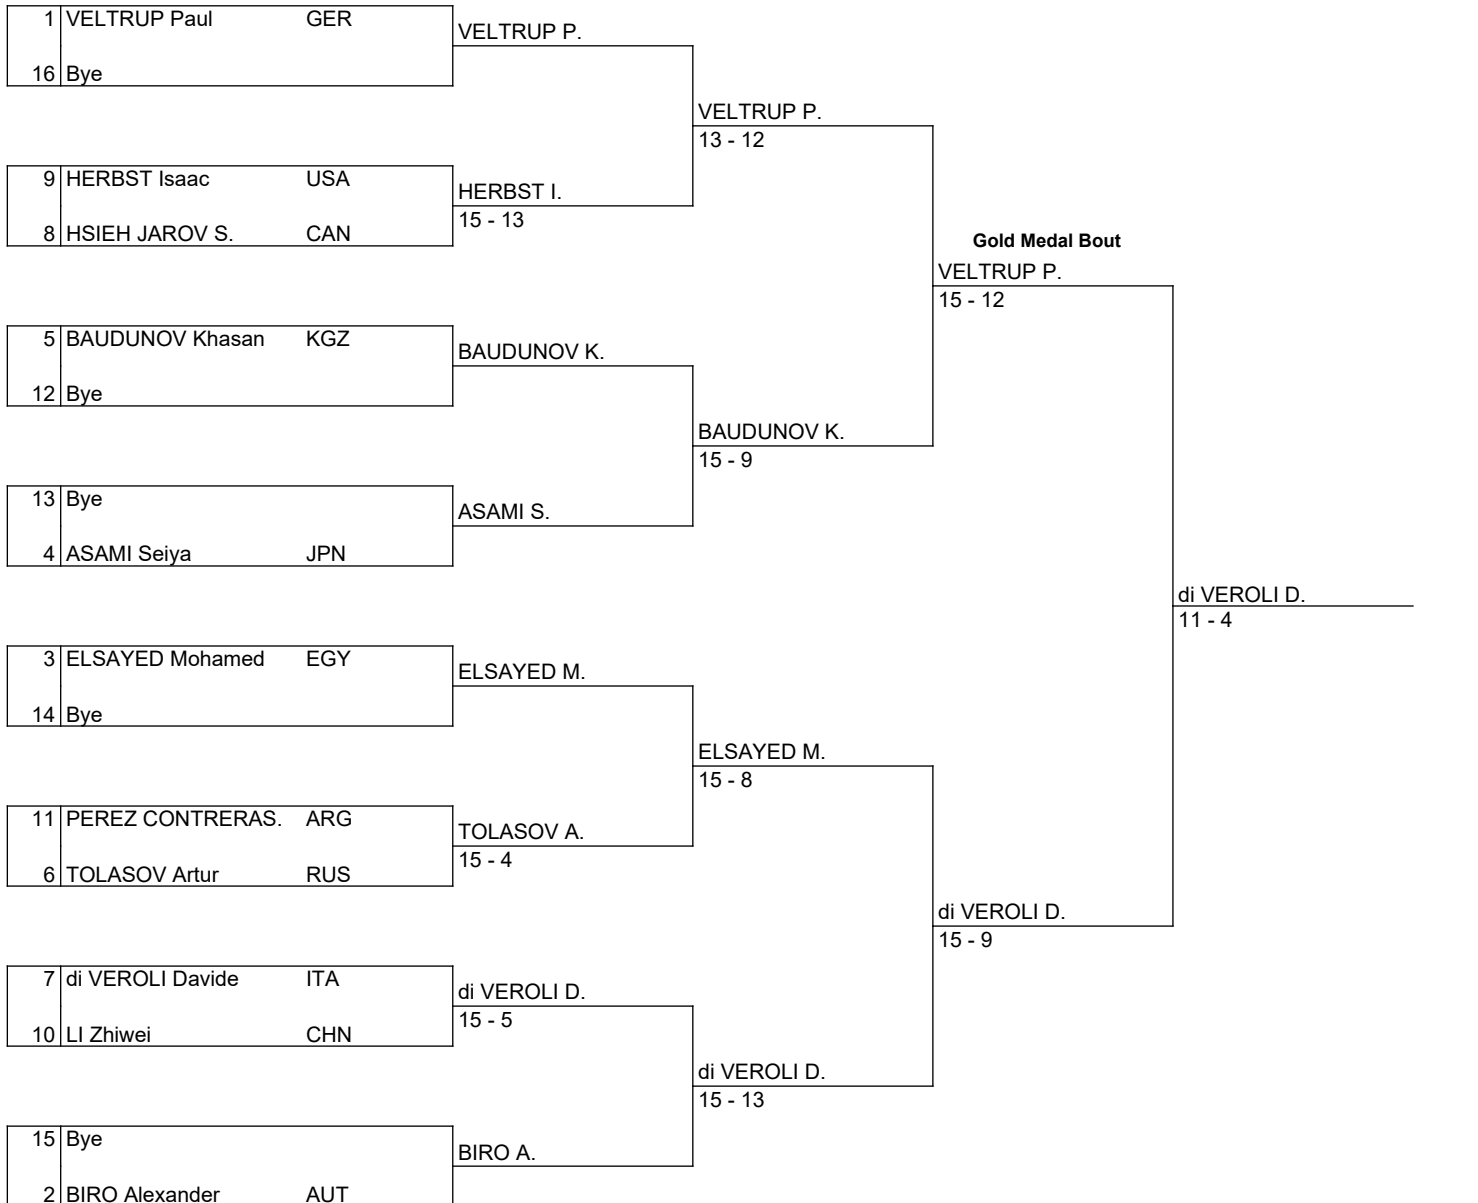 1 VELTRUP Paul GER
VELTRUP P.
16 Bye
VELTRUP P.
13 - 12
9 HERBST Isaac USA
HERBST I.
15 - 13
8 HSIEH JAROV S. CAN
Gold Medal Bout
VELTRUP P.
15 - 12
5 BAUDUNOV Khasan KGZ
BAUDUNOV K.
12 Bye
BAUDUNOV K.
15 - 9
13 Bye
ASAMI S.
4 ASAMI Seiya JPN
di VEROLI D.
11 - 4
3 ELSAYED Mohamed EGY
ELSAYED M.
14 Bye
ELSAYED M.
15 - 8
11 PEREZ CONTRERAS. ARG
TOLASOV A.
15 - 4
6 TOLASOV Artur RUS
di VEROLI D.
15 - 9
7 di VEROLI Davide ITA
di VEROLI D.
15 - 5
10 LI Zhiwei CHN
di VEROLI D.
15 - 13
15 Bye
BIRO A.
2 BIRO Alexander AUT